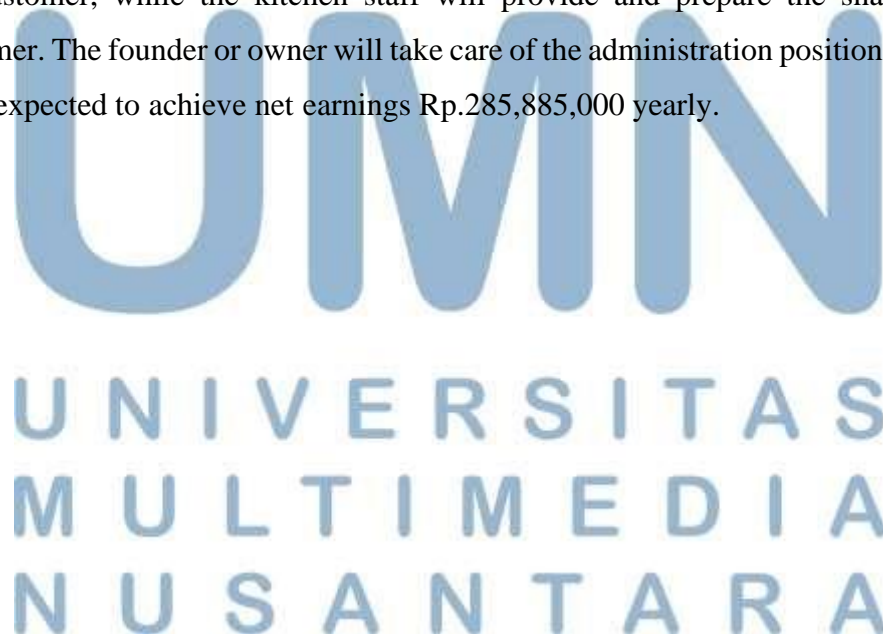 customer, while the kitchen staff will provide and prepare the
The founder or owner will take care of the administration position
expected to achieve net earnings Rp.285,885,000 yearly.
UMN
UNIVERSITAS
MULTIMEDIA
NUSANTARA